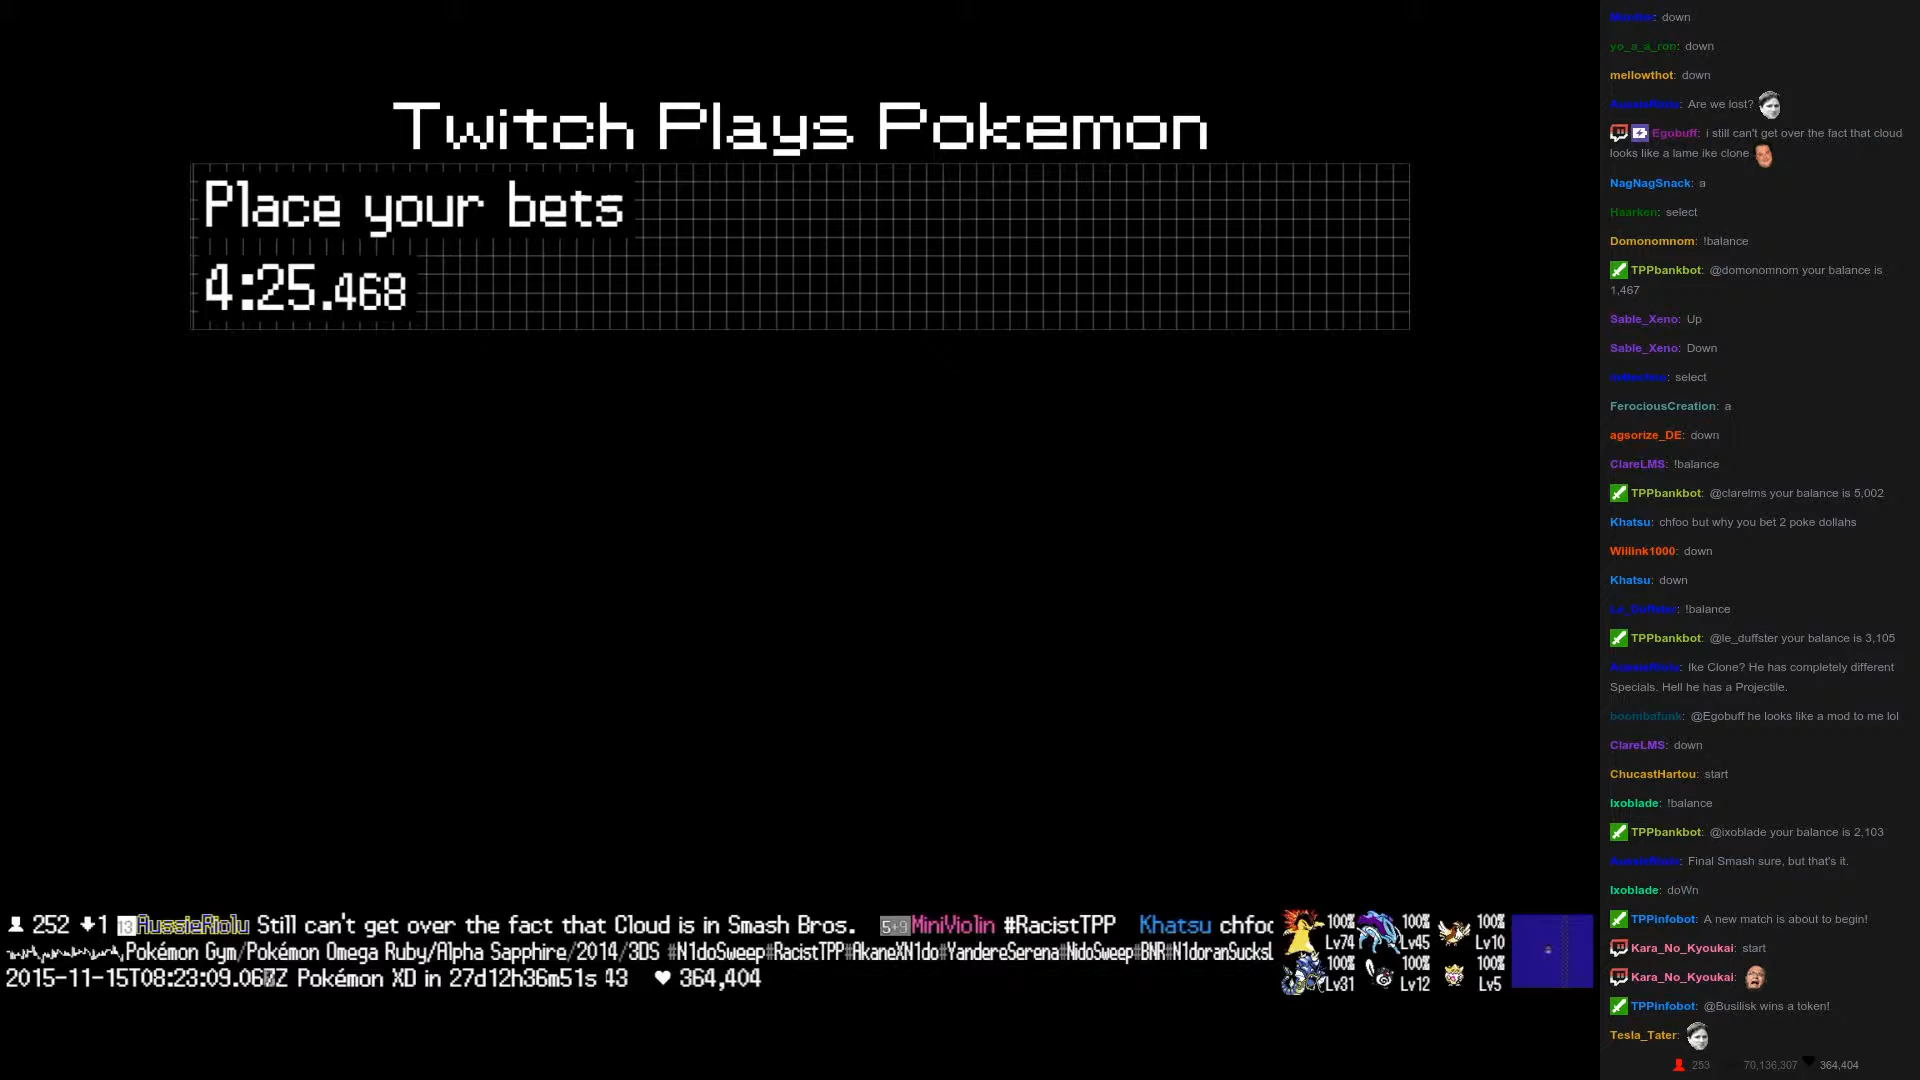 Twitch Plays Pokemon
Place your bets
4:25.468
252 1 13 AussieRiolu Still can't get over the fact that Cloud is in Smash Bros. 5+9 MiniViolin #RacistTPP Khatsu chfoo
Pokémon Gym/Pokémon Omega Ruby/Alpha Sapphire/2014/3DS #N1doSweep#RacistTPP#AkaneXN1do#YandereSerena#NidoSweep#BNR#N1doranSucksL
Pokémon XD in 27d12h36m51s 364,404
100% Lv74 100% Lv45 100% Lv10
100% Lv31 100% Lv12 100% Lv5
down
yo_a_a_ron: down
mellowthot: down
AussieRiolu: Are we lost?
Egobuff: i still can't get over the fact that cloud
looks like a lame ike clone
NagNagSnack: a
Haarken: select
Domonomnom: !balance
TPPbankbot: @domonomnom your balance is
1,467
Sable_Xeno: Up
Sable_Xeno: Down
select
FerociousCreation: a
agsorize_DE: down
ClareLMS: !balance
TPPbankbot: @clarelms your balance is 5,002
Khatsu: chfoo but why you bet 2 poke dollahs
Wiilink1000: down
Khatsu: down
Le_Duffster: !balance
TPPbankbot: @le_duffster your balance is 3,105
AussieRiolu: Ike Clone? He has completely different
Specials. Hell he has a Projectile.
boombafunk: @Egobuff he looks like a mod to me lol
ClareLMS: down
ChucastHartou: start
Ixoblade: !balance
TPPbankbot: @ixoblade your balance is 2,103
AussieRiolu: Final Smash sure, but that's it.
Ixoblade: doWn
TPPinfobot: A new match is about to begin!
Kara_No_Kyoukai: start
Kara_No_Kyoukai:
TPPinfobot: @Busilisk wins a token!
Tesla_Tater:
253 70,136,307 364,404